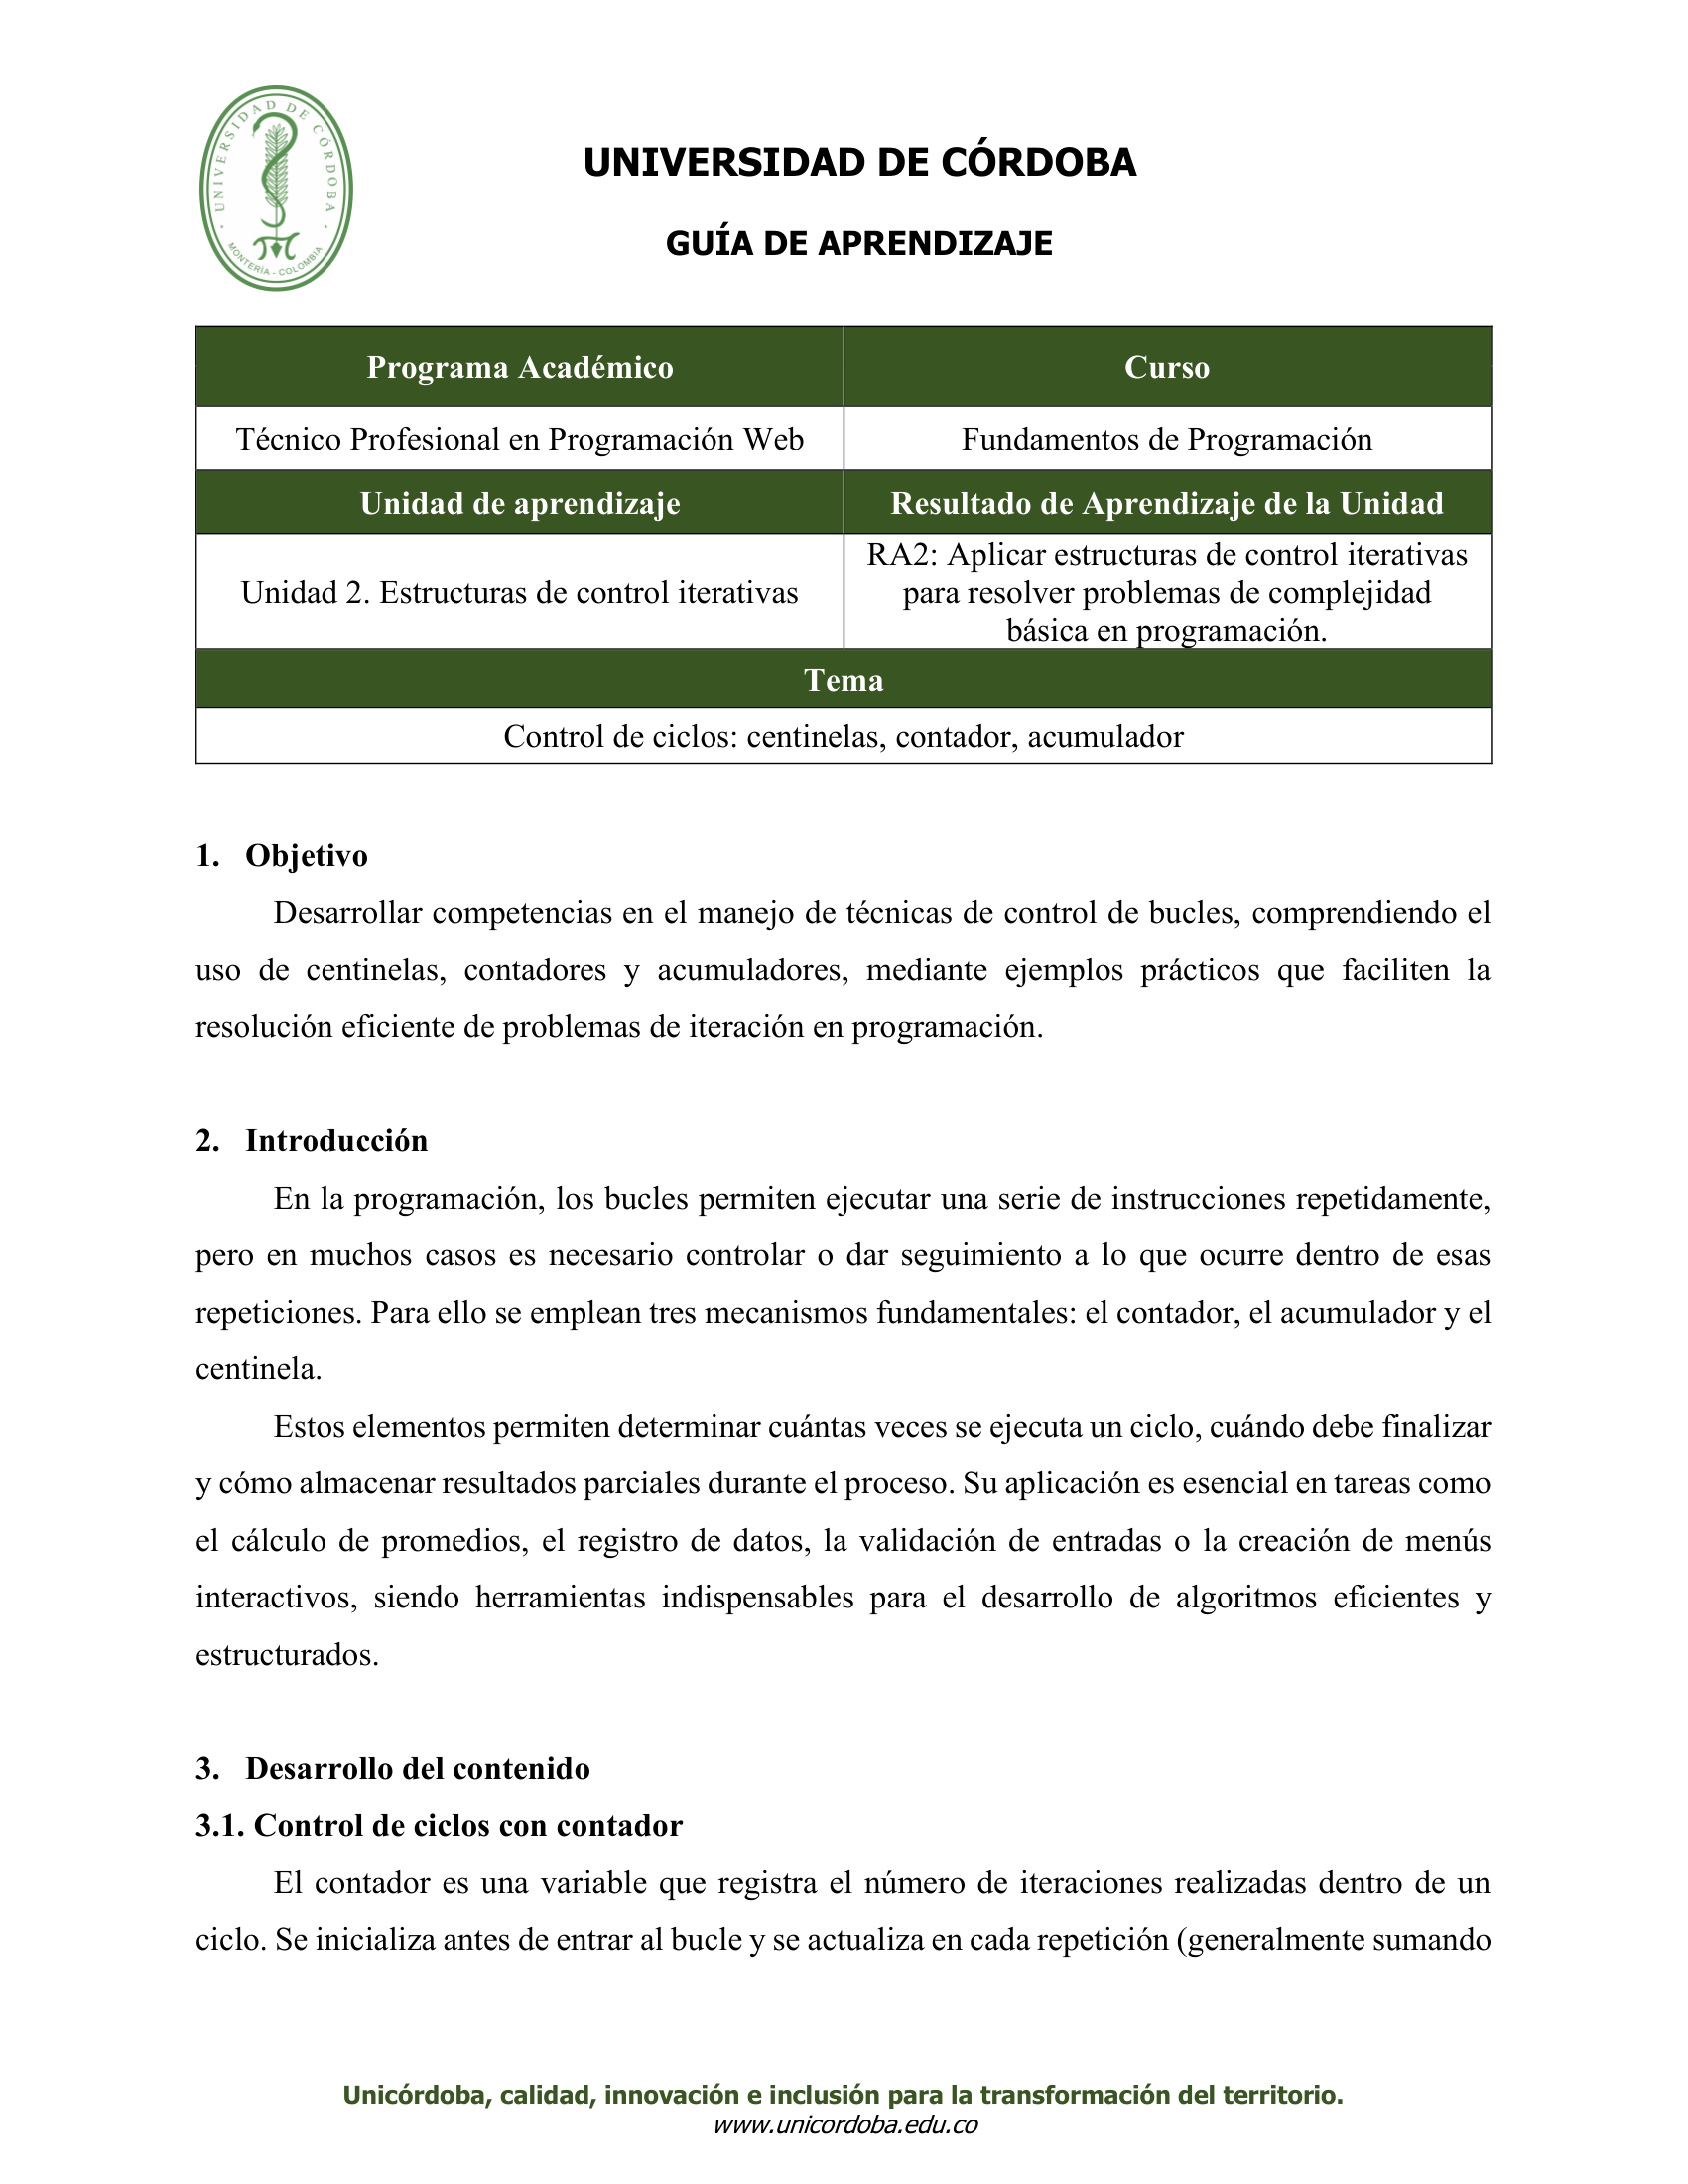 UNIVERSIDAD DE CÓRDOBA
MONTERÍA - COLOMBIA
UNIVERSIDAD DE CÓRDOBA
GUÍA DE APRENDIZAJE
Programa Académico
Curso
Técnico Profesional en Programación Web
Fundamentos de Programación
Unidad de aprendizaje
Resultado de Aprendizaje de la Unidad
Unidad 2. Estructuras de control iterativas
RA2: Aplicar estructuras de control iterativas
para resolver problemas de complejidad
básica en programación.
Tema
Control de ciclos: centinelas, contador, acumulador
1. Objetivo
Desarrollar competencias en el manejo de técnicas de control de bucles, comprendiendo el
uso de centinelas, contadores y acumuladores, mediante ejemplos prácticos que faciliten la
resolución eficiente de problemas de iteración en programación.
2. Introducción
En la programación, los bucles permiten ejecutar una serie de instrucciones repetidamente,
pero en muchos casos es necesario controlar o dar seguimiento a lo que ocurre dentro de esas
repeticiones. Para ello se emplean tres mecanismos fundamentales: el contador, el acumulador y el
centinela.
Estos elementos permiten determinar cuántas veces se ejecuta un ciclo, cuándo debe finalizar
y cómo almacenar resultados parciales durante el proceso. Su aplicación es esencial en tareas como
el cálculo de promedios, el registro de datos, la validación de entradas o la creación de menús
interactivos, siendo herramientas indispensables para el desarrollo de algoritmos eficientes y
estructurados.
3. Desarrollo del contenido
3.1. Control de ciclos con contador
El contador es una variable que registra el número de iteraciones realizadas dentro de un
ciclo. Se inicializa antes de entrar al bucle y se actualiza en cada repetición (generalmente sumando
Unicórdoba, calidad, innovación e inclusión para la transformación del territorio.
www.unicordoba.edu.co